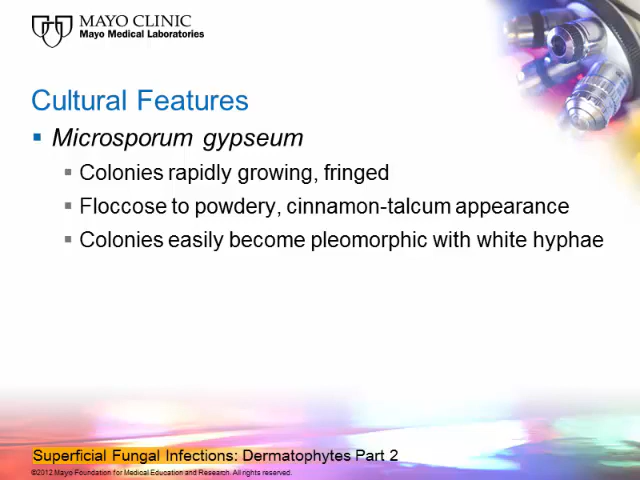 MAYO CLINIC
Mayo Medical Laboratories
Cultural Features
▪ Microsporum gypseum
▪ Colonies rapidly growing, fringed
▪ Floccose to powdery, cinnamon-talcum appearance
▪ Colonies easily become pleomorphic with white hyphae
Superficial Fungal Infections: Dermatophytes Part 2
©2012 Mayo Foundation for Medical Education and Research. All rights reserved.